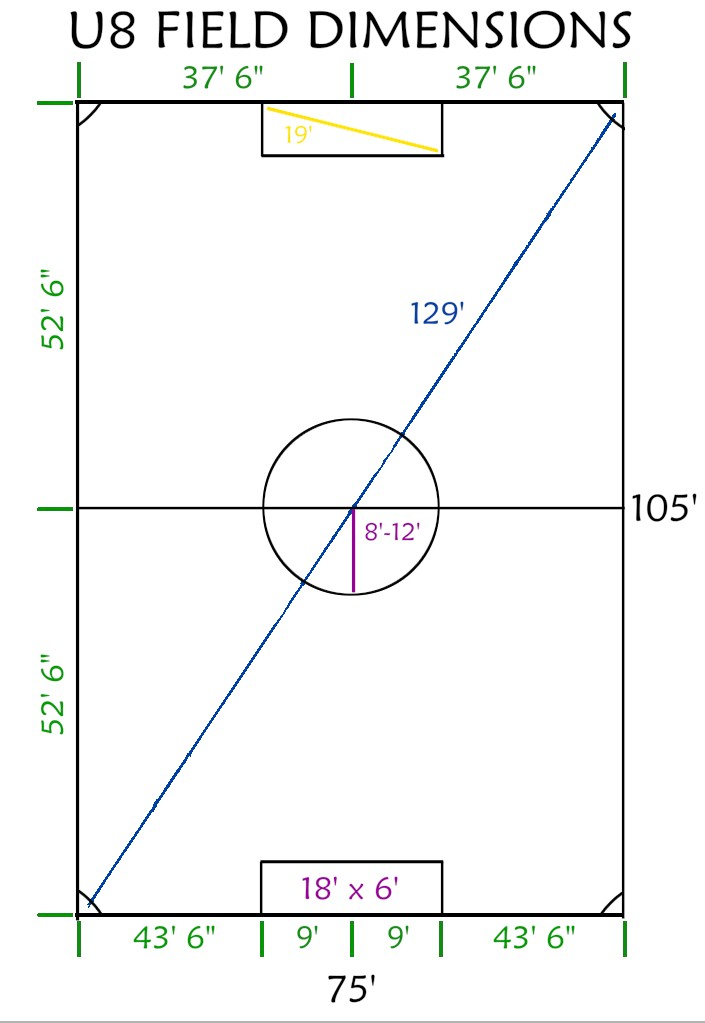 U8 FIELD DIMENSIONS
37' 6" 37' 6"
19'
52' 6"
129'
105'
8'-12'
52' 6"
18' x 6'
43' 6" 9' 9' 43' 6"
75'